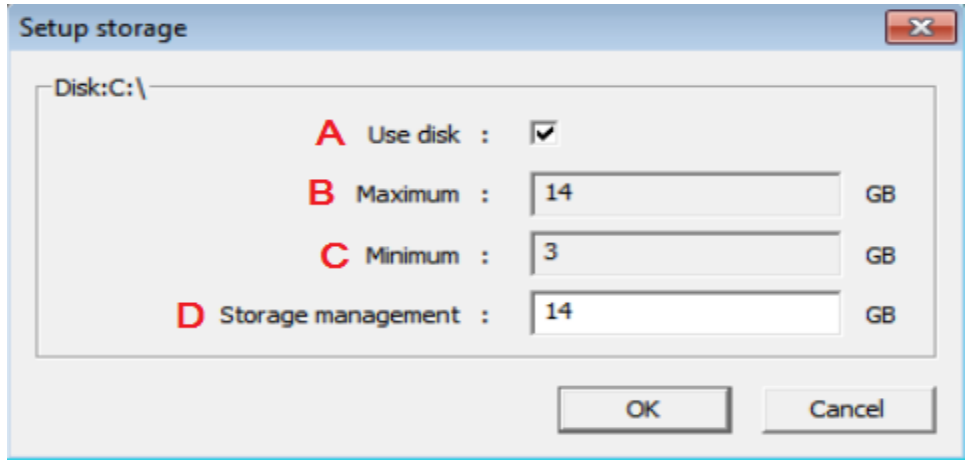 Setup storage
Disk:C:\
A Use disk :
B Maximum : 14 GB
C Minimum : 3 GB
D Storage management : 14 GB
OK Cancel